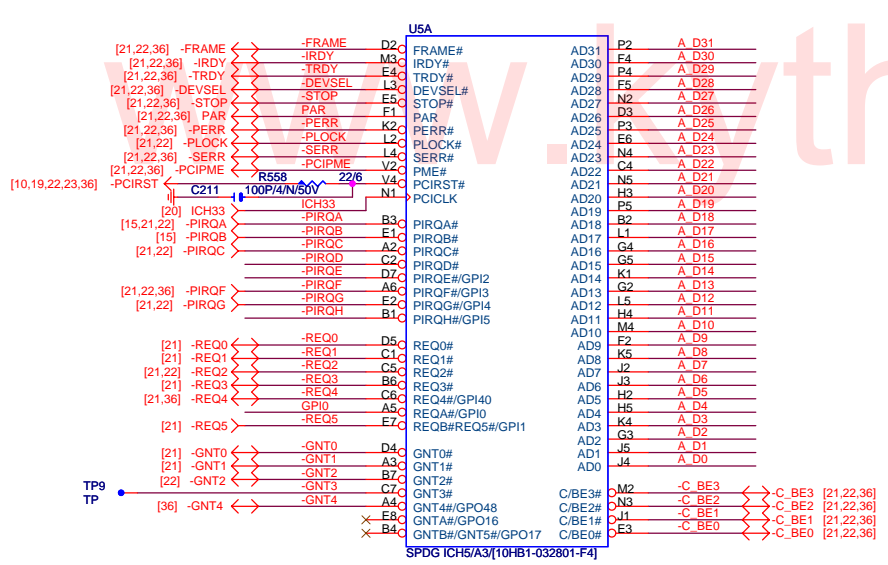 U5A
[21,22,36] -FRAME -FRAME D2 FRAME# AD31 P2 A_D31
[21,22,36] -IRDY -IRDY M3 IRDY# AD30 F4 A_D30
[21,22,36] -TRDY -TRDY E4 TRDY# AD29 P4 A_D29
[21,22,36] -DEVSEL -DEVSEL L3 DEVSEL# AD28 F5 A_D28
[21,22,36] -STOP -STOP E5 STOP# AD27 N2 A_D27
[21,22,36] PAR PAR F1 PAR AD26 D3 A_D26
[21,22,36] -PERR -PERR K2 PERR# AD25 P3 A_D25
[21,22] -PLOCK -PLOCK L2 PLOCK# AD24 E6 A_D24
[21,22,36] -SERR -SERR L4 SERR# AD23 N4 A_D23
[21,22,36] -PCIPME -PCIPME V2 PME# AD22 C4 A_D22
[10,19,22,23,36] -PCIRST R558 22/6 V4 PCIRST# AD21 N5 A_D21
C211 100P/4/N/50V N1 PCICLK AD20 H3 A_D20
[20] ICH33 ICH33 AD19 P5 A_D19
[15,21,22] -PIRQA -PIRQA B3 PIRQA# AD18 B2 A_D18
[15] -PIRQB -PIRQB E1 PIRQB# AD17 L1 A_D17
[21,22] -PIRQC -PIRQC A2 PIRQC# AD16 G4 A_D16
-PIRQD C2 PIRQD# AD15 G5 A_D15
-PIRQE D7 PIRQE#/GPI2 AD14 K1 A_D14
[21,22,36] -PIRQF -PIRQF A6 PIRQF#/GPI3 AD13 G2 A_D13
[21,22] -PIRQG -PIRQG E2 PIRQG#/GPI4 AD12 L5 A_D12
-PIRQH B1 PIRQH#/GPI5 AD11 H4 A_D11
AD10 M4 A_D10
[21] -REQ0 -REQ0 D5 REQ0# AD9 F2 A_D9
[21] -REQ1 -REQ1 C1 REQ1# AD8 K5 A_D8
[21,22] -REQ2 -REQ2 C5 REQ2# AD7 J2 A_D7
[21] -REQ3 -REQ3 B6 REQ3# AD6 J3 A_D6
[21,36] -REQ4 -REQ4 C6 REQ4#/GPI40 AD5 H2 A_D5
GPI0 A5 REQA#/GPI0 AD4 H5 A_D4
[21] -REQ5 -REQ5 E7 REQB#REQ5#/GPI1 AD3 K4 A_D3
AD2 G3 A_D2
[21] -GNT0 -GNT0 D4 GNT0# AD1 J5 A_D1
[21] -GNT1 -GNT1 A3 GNT1# AD0 J4 A_D0
[22] -GNT2 -GNT2 B7 GNT2#
TP9 -GNT3 C7 GNT3# C/BE3# M2 -C_BE3 -C_BE3 [21,22,36]
TP
[36] -GNT4 -GNT4 A4 GNT4#/GPO48 C/BE2# N3 -C_BE2 -C_BE2 [21,22,36]
E8 GNTA#/GPO16 C/BE1# J1 -C_BE1 -C_BE1 [21,22,36]
B4 GNTB#/GNT5#/GPO17 C/BE0# E3 -C_BE0 -C_BE0 [21,22,36]
SPDG ICH5/A3/[10HB1-032801-F4]
www.kyth